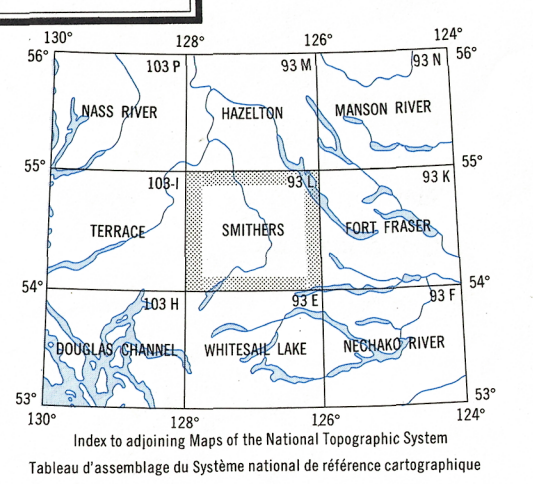 130° 128° 126° 124°
56° 103 P 93 M 93 N 56°
NASS RIVER HAZELTON MANSON RIVER
55° 55°
103-I 93 L 93 K
TERRACE SMITHERS FORT FRASER
54° 54°
103 H 93 E 93 F
DOUGLAS CHANNEL WHITESAIL LAKE NECHAKO RIVER
53° 53°
130° 128° 126° 124°
Index to adjoining Maps of the National Topographic System
Tableau d'assemblage du Système national de référence cartographique